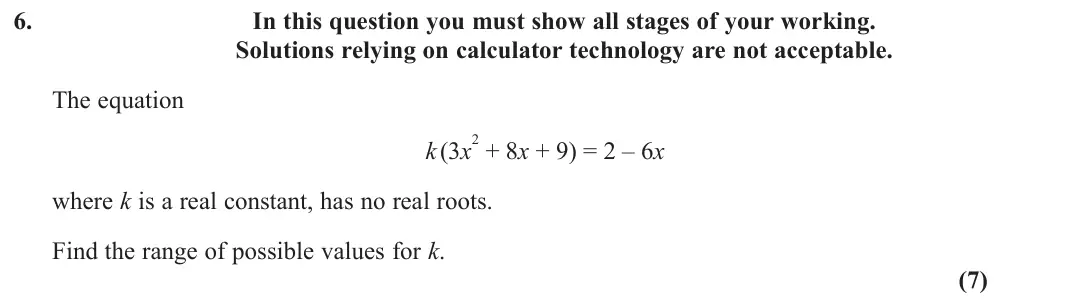 6. In this question you must show all stages of your working.
Solutions relying on calculator technology are not acceptable.
The equation
k(3x² + 8x + 9) = 2 – 6x
where k is a real constant, has no real roots.
Find the range of possible values for k.
(7)